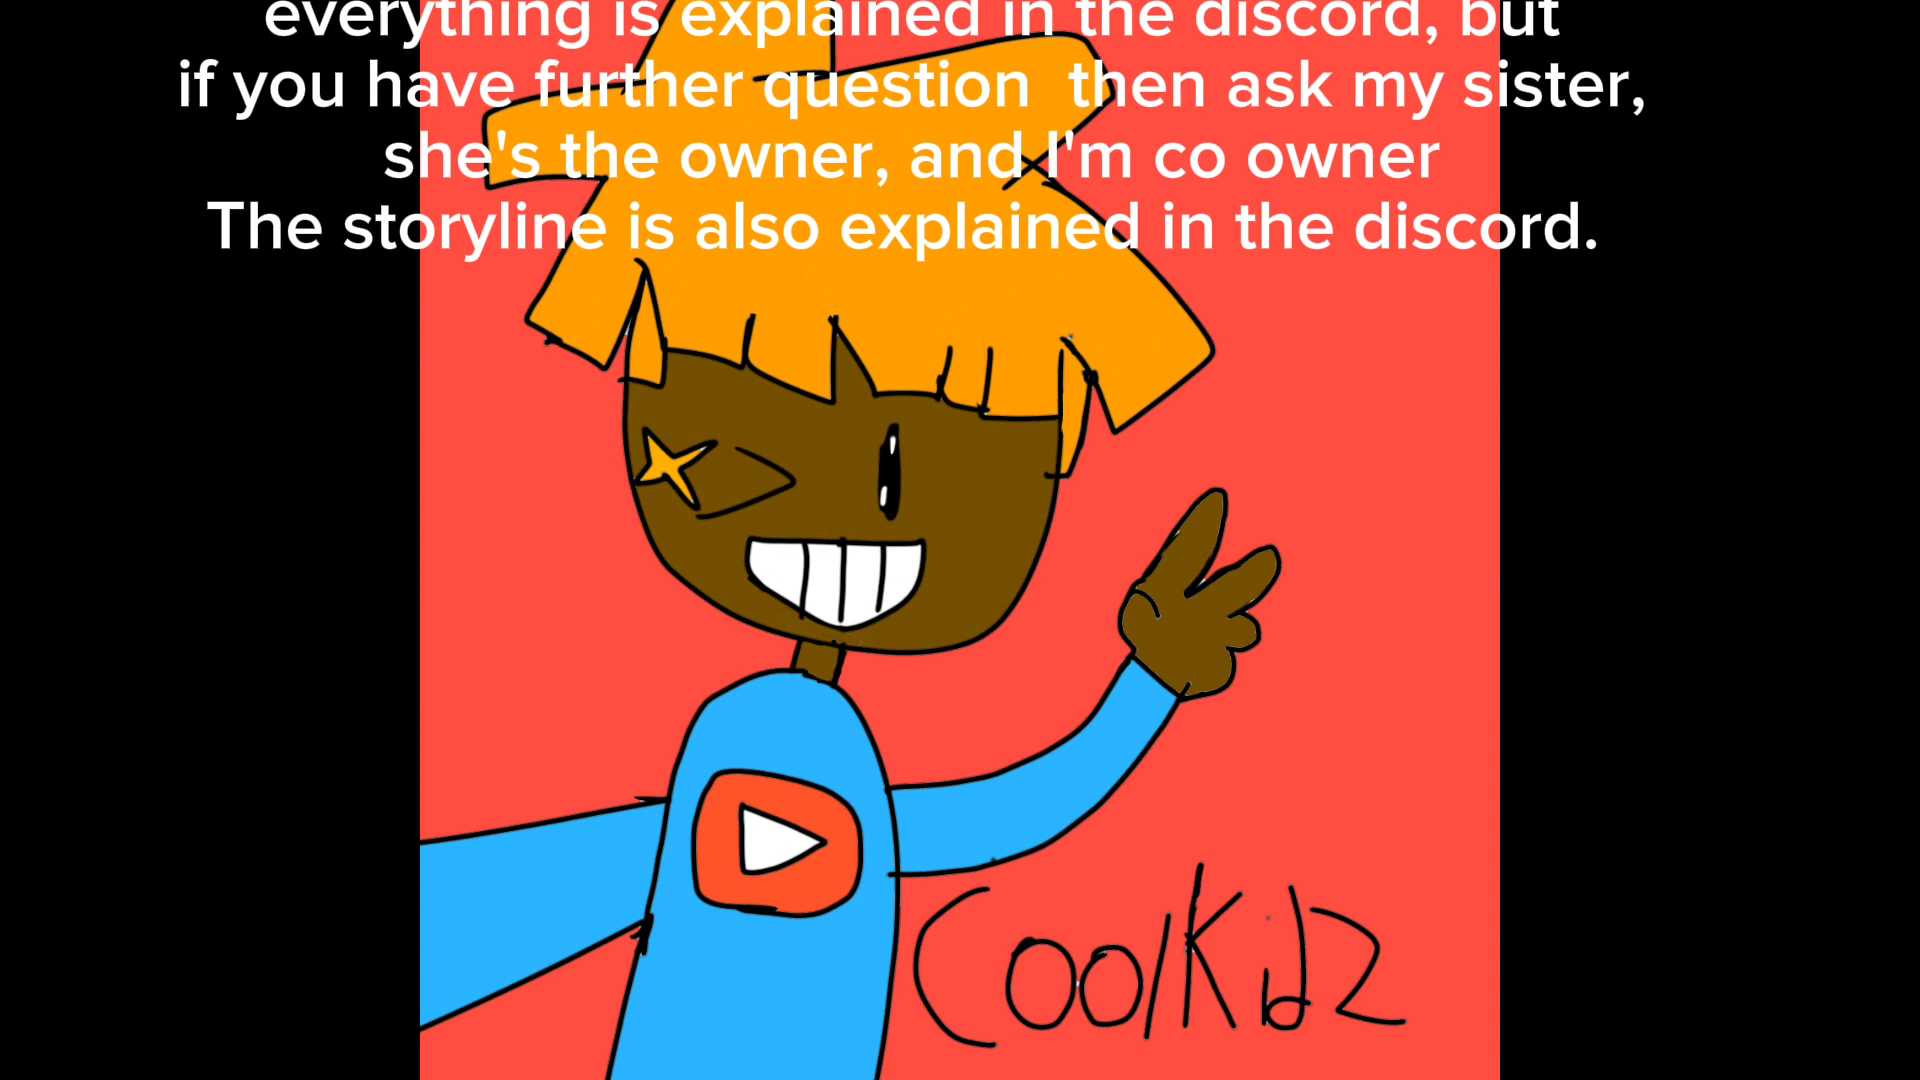 everything is explained in the discord, but
if you have further question  then ask my sister,
she's the owner, and I'm co owner
The storyline is also explained in the discord.
CoolKidz